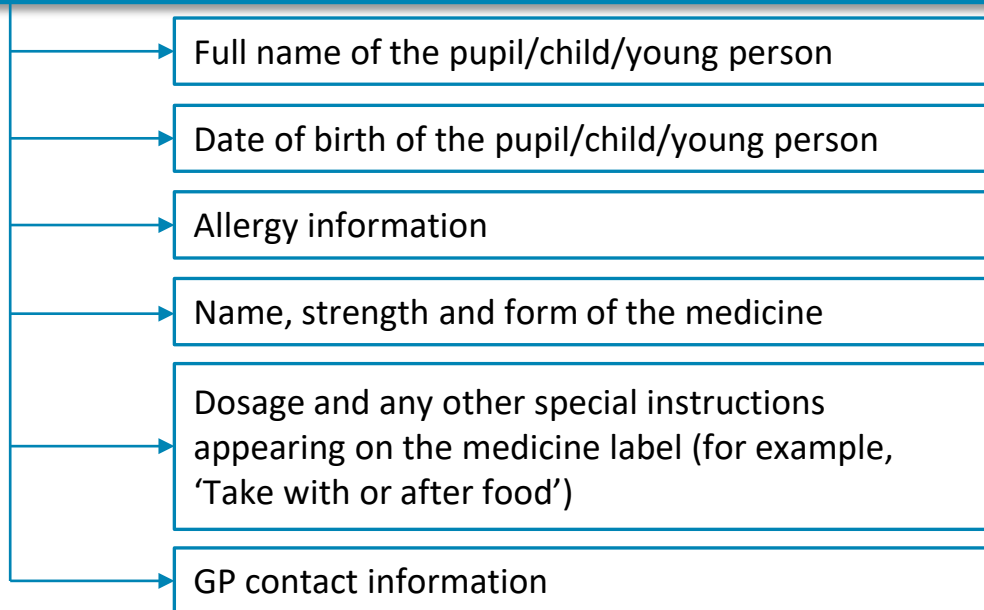 Full name of the pupil/child/young person
Date of birth of the pupil/child/young person
Allergy information
Name, strength and form of the medicine
Dosage and any other special instructions
appearing on the medicine label (for example,
‘Take with or after food’)
GP contact information